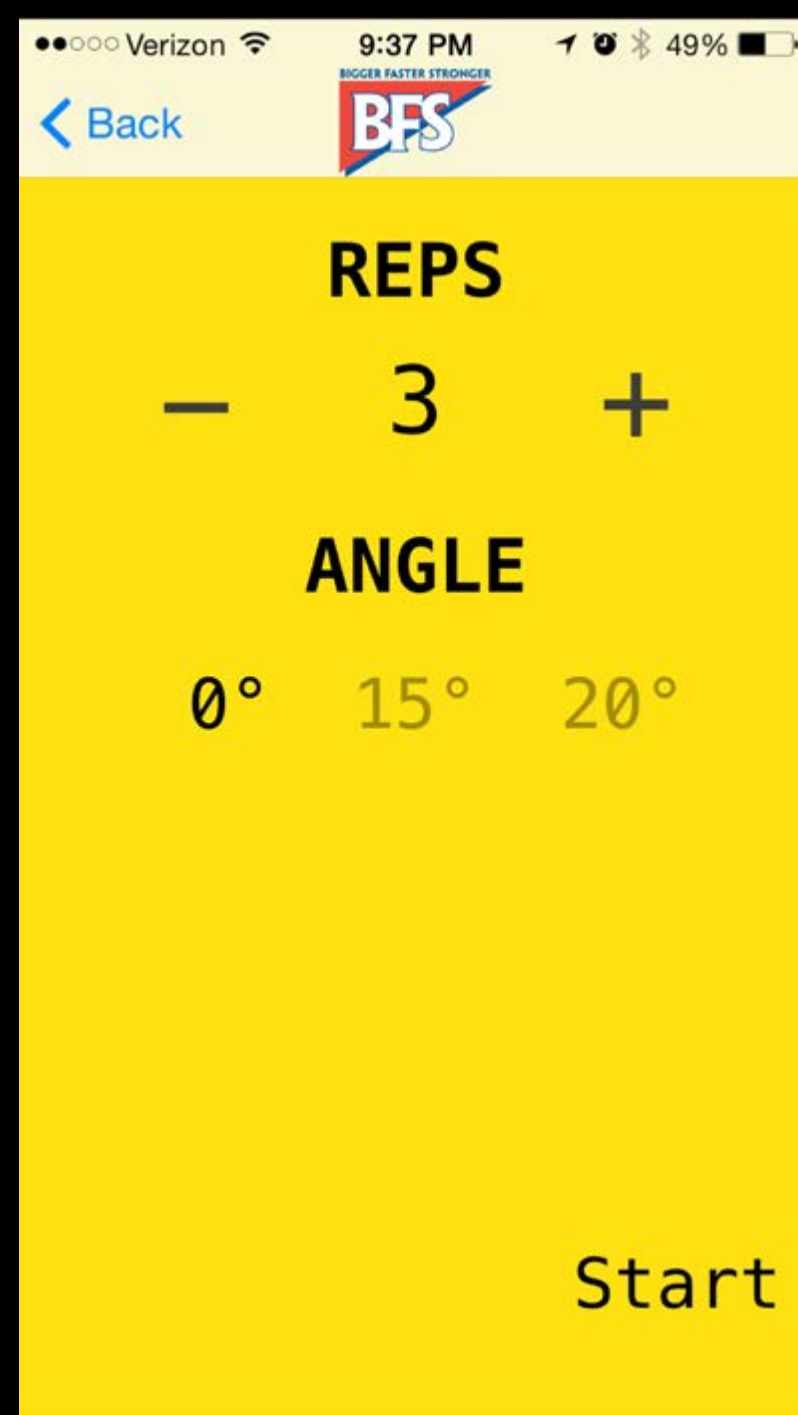 Verizon 9:37 PM 49%
BIGGER FASTER STRONGER
Back BFS
REPS
− 3 +
ANGLE
0° 15° 20°
Start